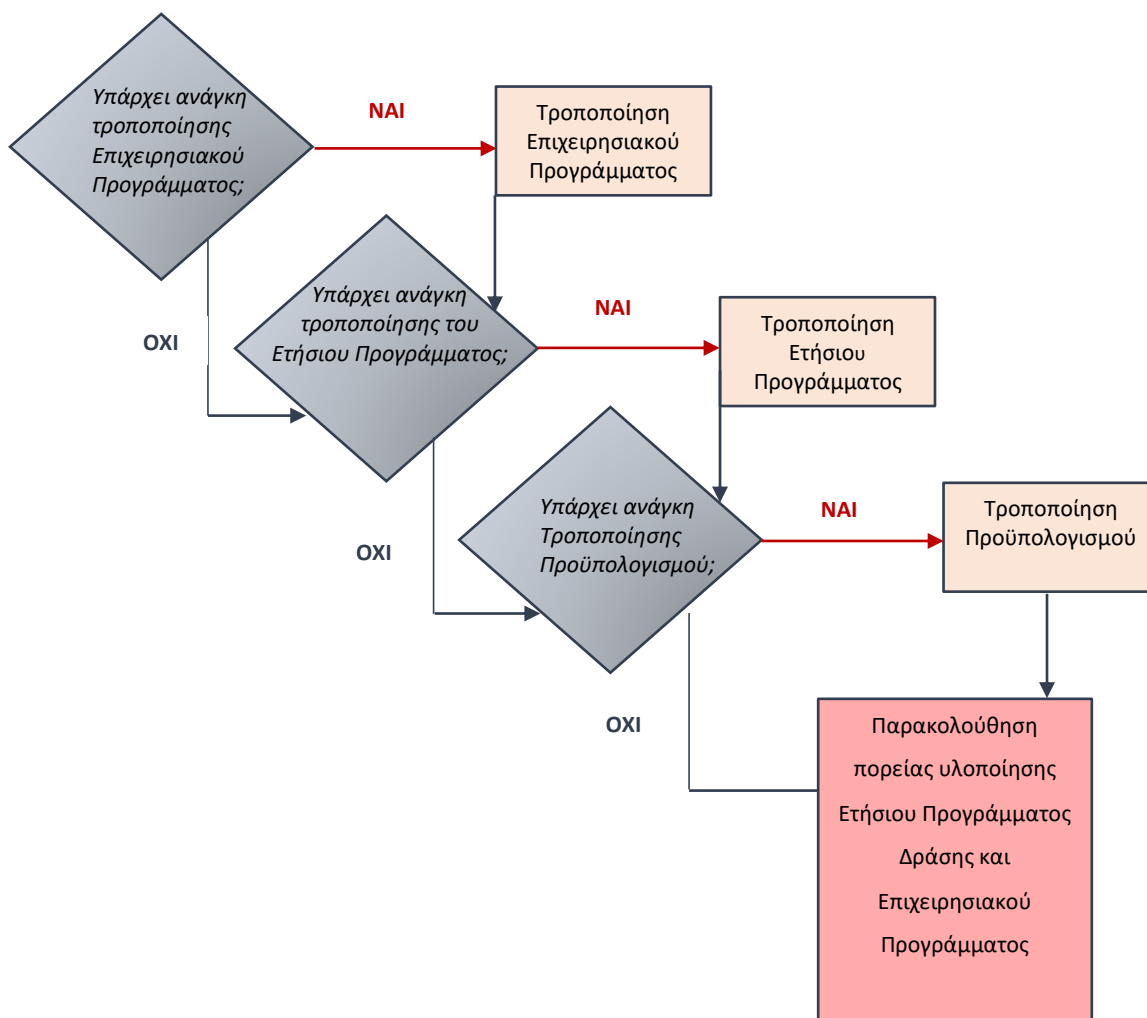 Υπάρχει ανάγκη
τροποποίησης
Επιχειρησιακού
Προγράμματος;
ΝΑΙ
Τροποποίηση
Επιχειρησιακού
Προγράμματος
ΟΧΙ
Υπάρχει ανάγκη
τροποποίησης του
Ετήσιου Προγράμματος;
ΝΑΙ
Τροποποίηση
Ετήσιου
Προγράμματος
ΟΧΙ
Υπάρχει ανάγκη
Τροποποίησης
Προϋπολογισμού;
ΝΑΙ
Τροποποίηση
Προϋπολογισμού
ΟΧΙ
Παρακολούθηση
πορείας υλοποίησης
Ετήσιου Προγράμματος
Δράσης και
Επιχειρησιακού
Προγράμματος